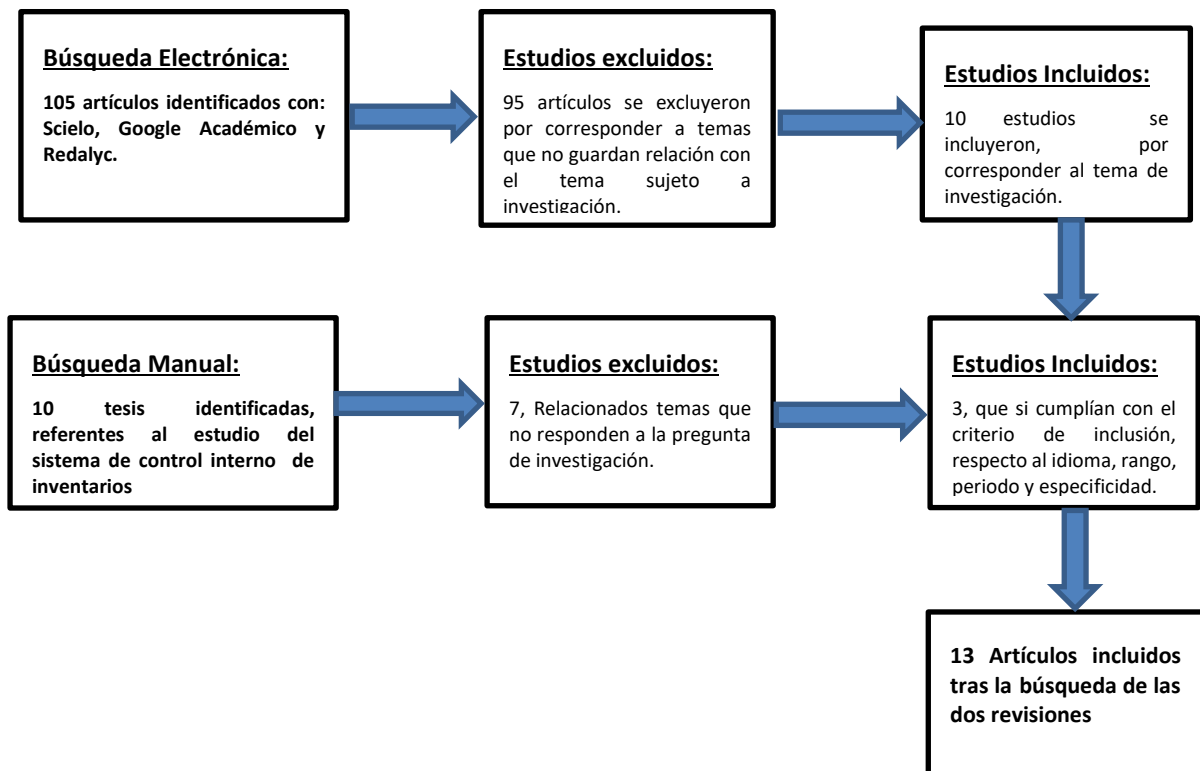 Búsqueda Electrónica:
105 artículos identificados con:
Scielo, Google Académico y
Redalyc.
Estudios excluidos:
95 artículos se excluyeron
por corresponder a temas
que no guardan relación con
el tema sujeto a
investigación.
Estudios Incluidos:
10 estudios se
incluyeron, por
corresponder al tema de
investigación.
Búsqueda Manual:
10 tesis identificadas,
referentes al estudio del
sistema de control interno de
inventarios
Estudios excluidos:
7, Relacionados temas que
no responden a la pregunta
de investigación.
Estudios Incluidos:
3, que si cumplían con el
criterio de inclusión,
respecto al idioma, rango,
periodo y especificidad.
13 Artículos incluidos
tras la búsqueda de las
dos revisiones